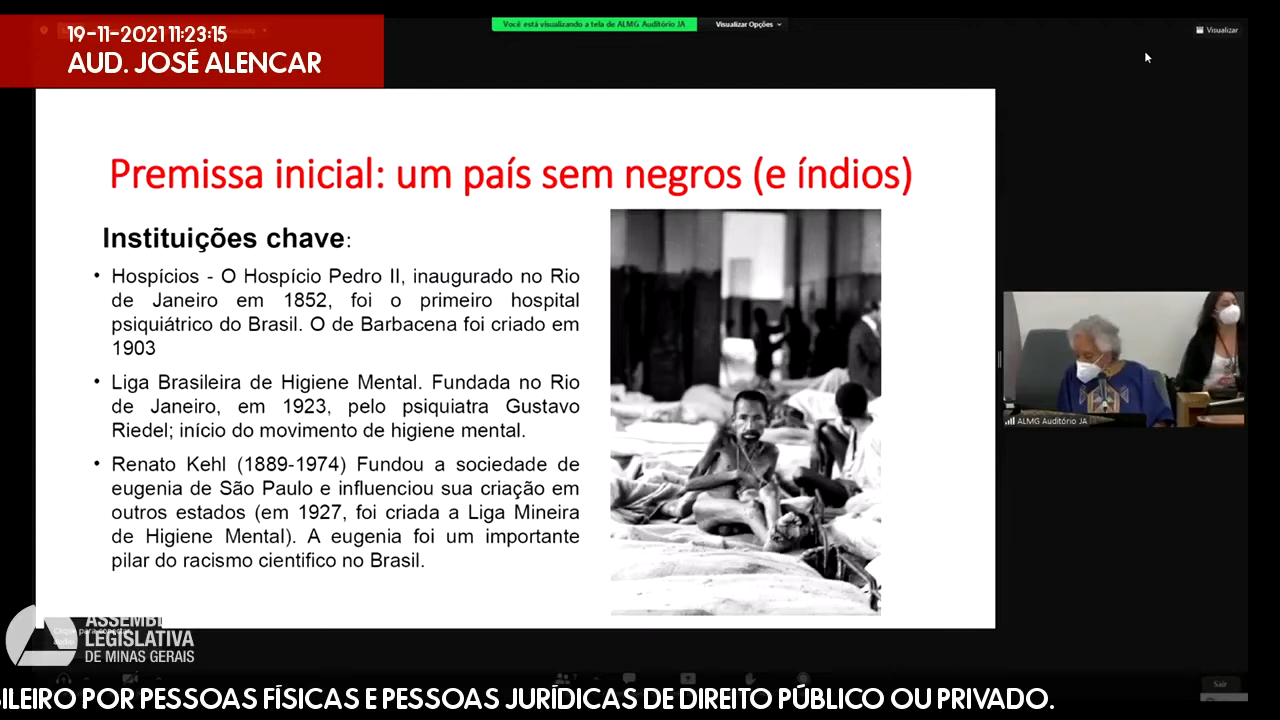 19-11-2021 11:23:15
AUD. JOSÉ ALENCAR
Você está visualizando a tela de ALMG Auditório JA
Visualizar Opções
Visualizar
Premissa inicial: um país sem negros (e índios)
Instituições chave:
• Hospícios - O Hospício Pedro II, inaugurado no Rio
de Janeiro em 1852, foi o primeiro hospital
psiquiátrico do Brasil. O de Barbacena foi criado em
1903
• Liga Brasileira de Higiene Mental. Fundada no Rio
de Janeiro, em 1923, pelo psiquiatra Gustavo
Riedel; início do movimento de higiene mental.
• Renato Kehl (1889-1974) Fundou a sociedade de
eugenia de São Paulo e influenciou sua criação em
outros estados (em 1927, foi criada a Liga Mineira
de Higiene Mental). A eugenia foi um importante
pilar do racismo cientifico no Brasil.
ALMG Auditório JA
ASSEMBL
LEGISLATIVA
DE MINAS GERAIS
Sair
SILEIRO POR PESSOAS FÍSICAS E PESSOAS JURÍDICAS DE DIREITO PÚBLICO OU PRIVADO.